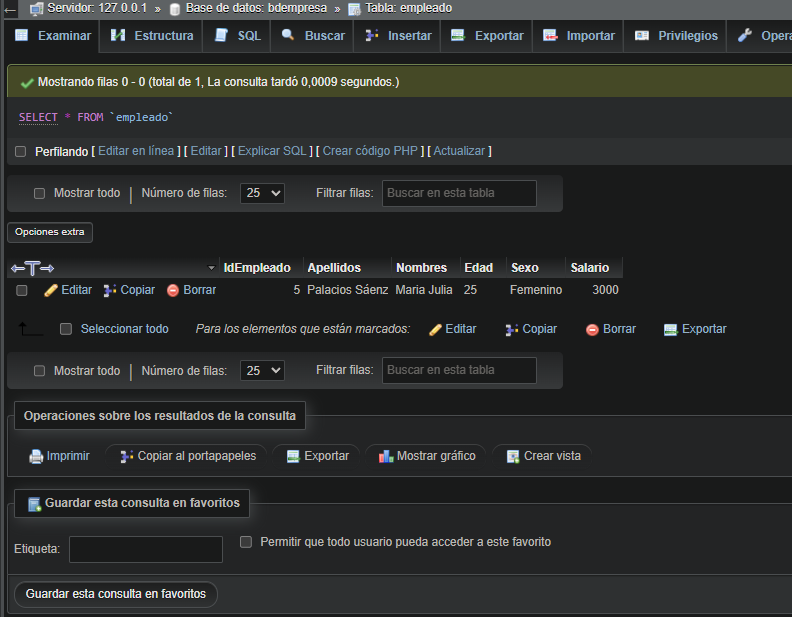 Servidor: 127.0.0.1 » Base de datos: bdempresa » Tabla: empleado
Examinar Estructura SQL Buscar Insertar Exportar Importar Privilegios Opera
Mostrando filas 0 - 0 (total de 1, La consulta tardó 0,0009 segundos.)
SELECT * FROM `empleado`
Perfilando [ Editar en línea ] [ Editar ] [ Explicar SQL ] [ Crear código PHP ] [ Actualizar ]
Mostrar todo | Número de filas: 25 Filtrar filas: Buscar en esta tabla
Opciones extra
IdEmpleado Apellidos Nombres Edad Sexo Salario
Editar Copiar Borrar 5 Palacios Sáenz Maria Julia 25 Femenino 3000
Seleccionar todo Para los elementos que están marcados: Editar Copiar Borrar Exportar
Mostrar todo | Número de filas: 25 Filtrar filas: Buscar en esta tabla
Operaciones sobre los resultados de la consulta
Imprimir Copiar al portapapeles Exportar Mostrar gráfico Crear vista
Guardar esta consulta en favoritos
Etiqueta: Permitir que todo usuario pueda acceder a este favorito
Guardar esta consulta en favoritos